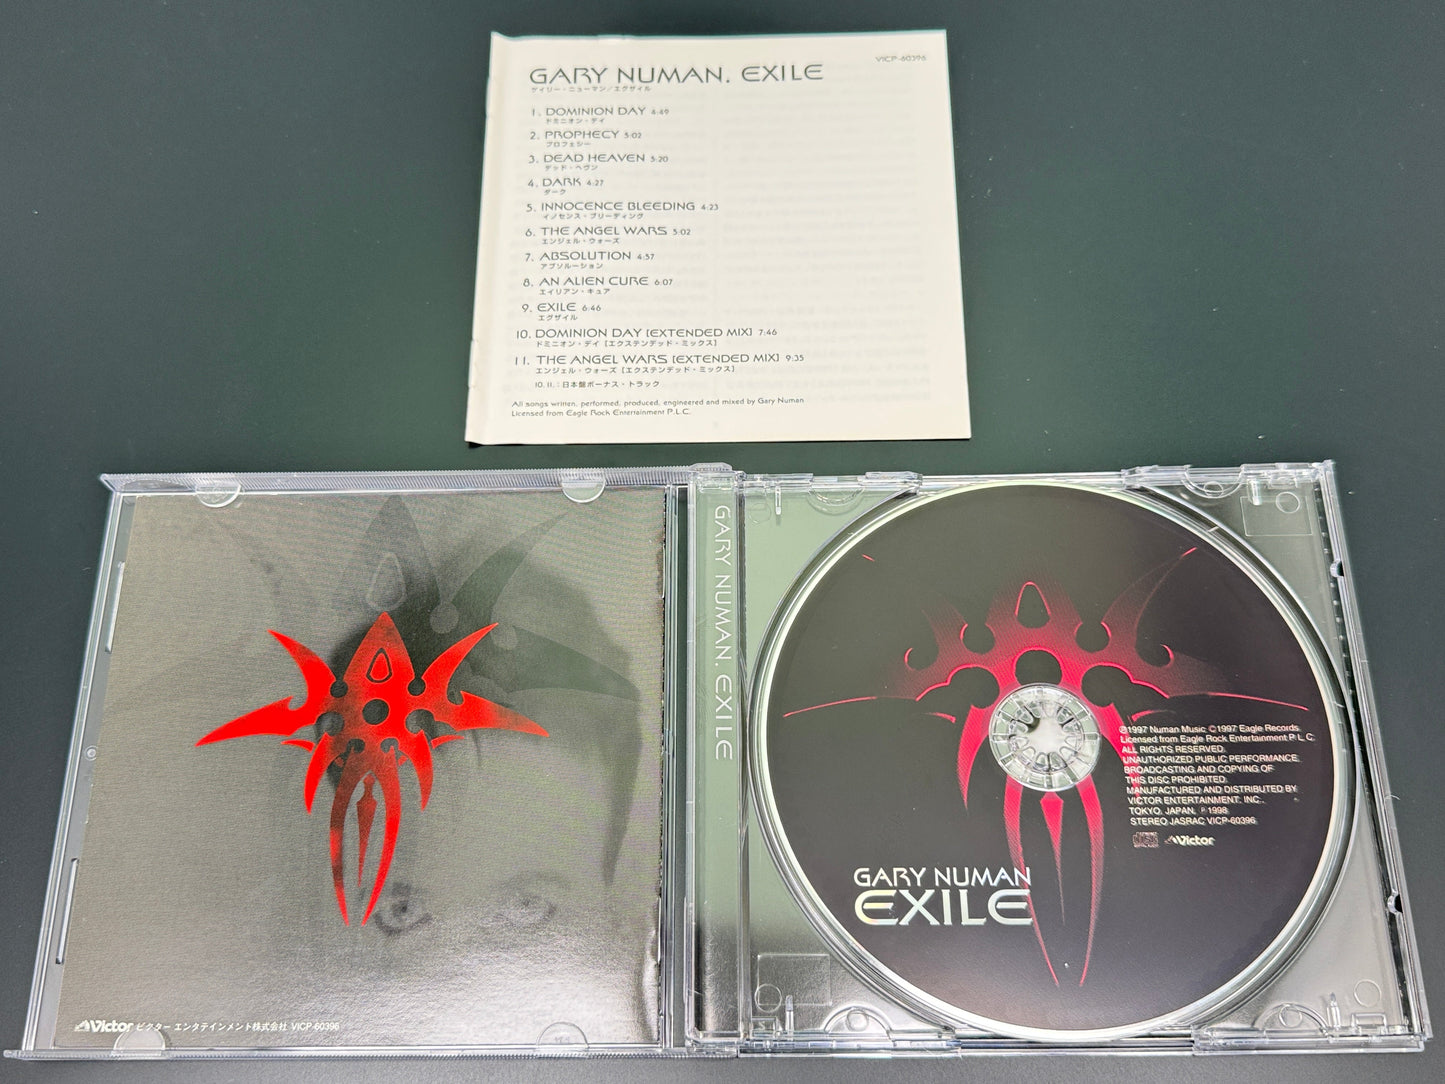 GARY NUMAN. EXILE
VICP-60396
ゲイリー・ニューマン／エグザイル
1. DOMINION DAY 4:49
ドミニオン・デイ
2. PROPHECY 5:02
プロフェシー
3. DEAD HEAVEN 5:20
デッド・ヘヴン
4. DARK 4:27
ダーク
5. INNOCENCE BLEEDING 4:23
イノセンス・ブリーディング
6. THE ANGEL WARS 5:02
エンジェル・ウォーズ
7. ABSOLUTION 4:57
アブソルーション
8. AN ALIEN CURE 6:07
エイリアン・キュア
9. EXILE 6:46
エグザイル
10. DOMINION DAY [EXTENDED MIX] 7:46
ドミニオン・デイ［エクステンデッド・ミックス］
11. THE ANGEL WARS [EXTENDED MIX] 9:35
エンジェル・ウォーズ［エクステンデッド・ミックス］
10. 11. : 日本盤ボーナス・トラック
All songs written, performed, produced, engineered and mixed by Gary Numan
Licensed from Eagle Rock Entertainment P.L.C.
Victor ビクター エンタテインメント株式会社 VICP-60396
GARY NUMAN. EXILE
℗1997 Numan Music ©1997 Eagle Records.
Licensed from Eagle Rock Entertainment P.L.C.
ALL RIGHTS RESERVED.
UNAUTHORIZED PUBLIC PERFORMANCE,
BROADCASTING AND COPYING OF
THIS DISC PROHIBITED.
MANUFACTURED AND DISTRIBUTED BY
VICTOR ENTERTAINMENT, INC.,
TOKYO, JAPAN. ℗ 1998
STEREO JASRAC VICP-60396
Victor
GARY NUMAN
EXILE